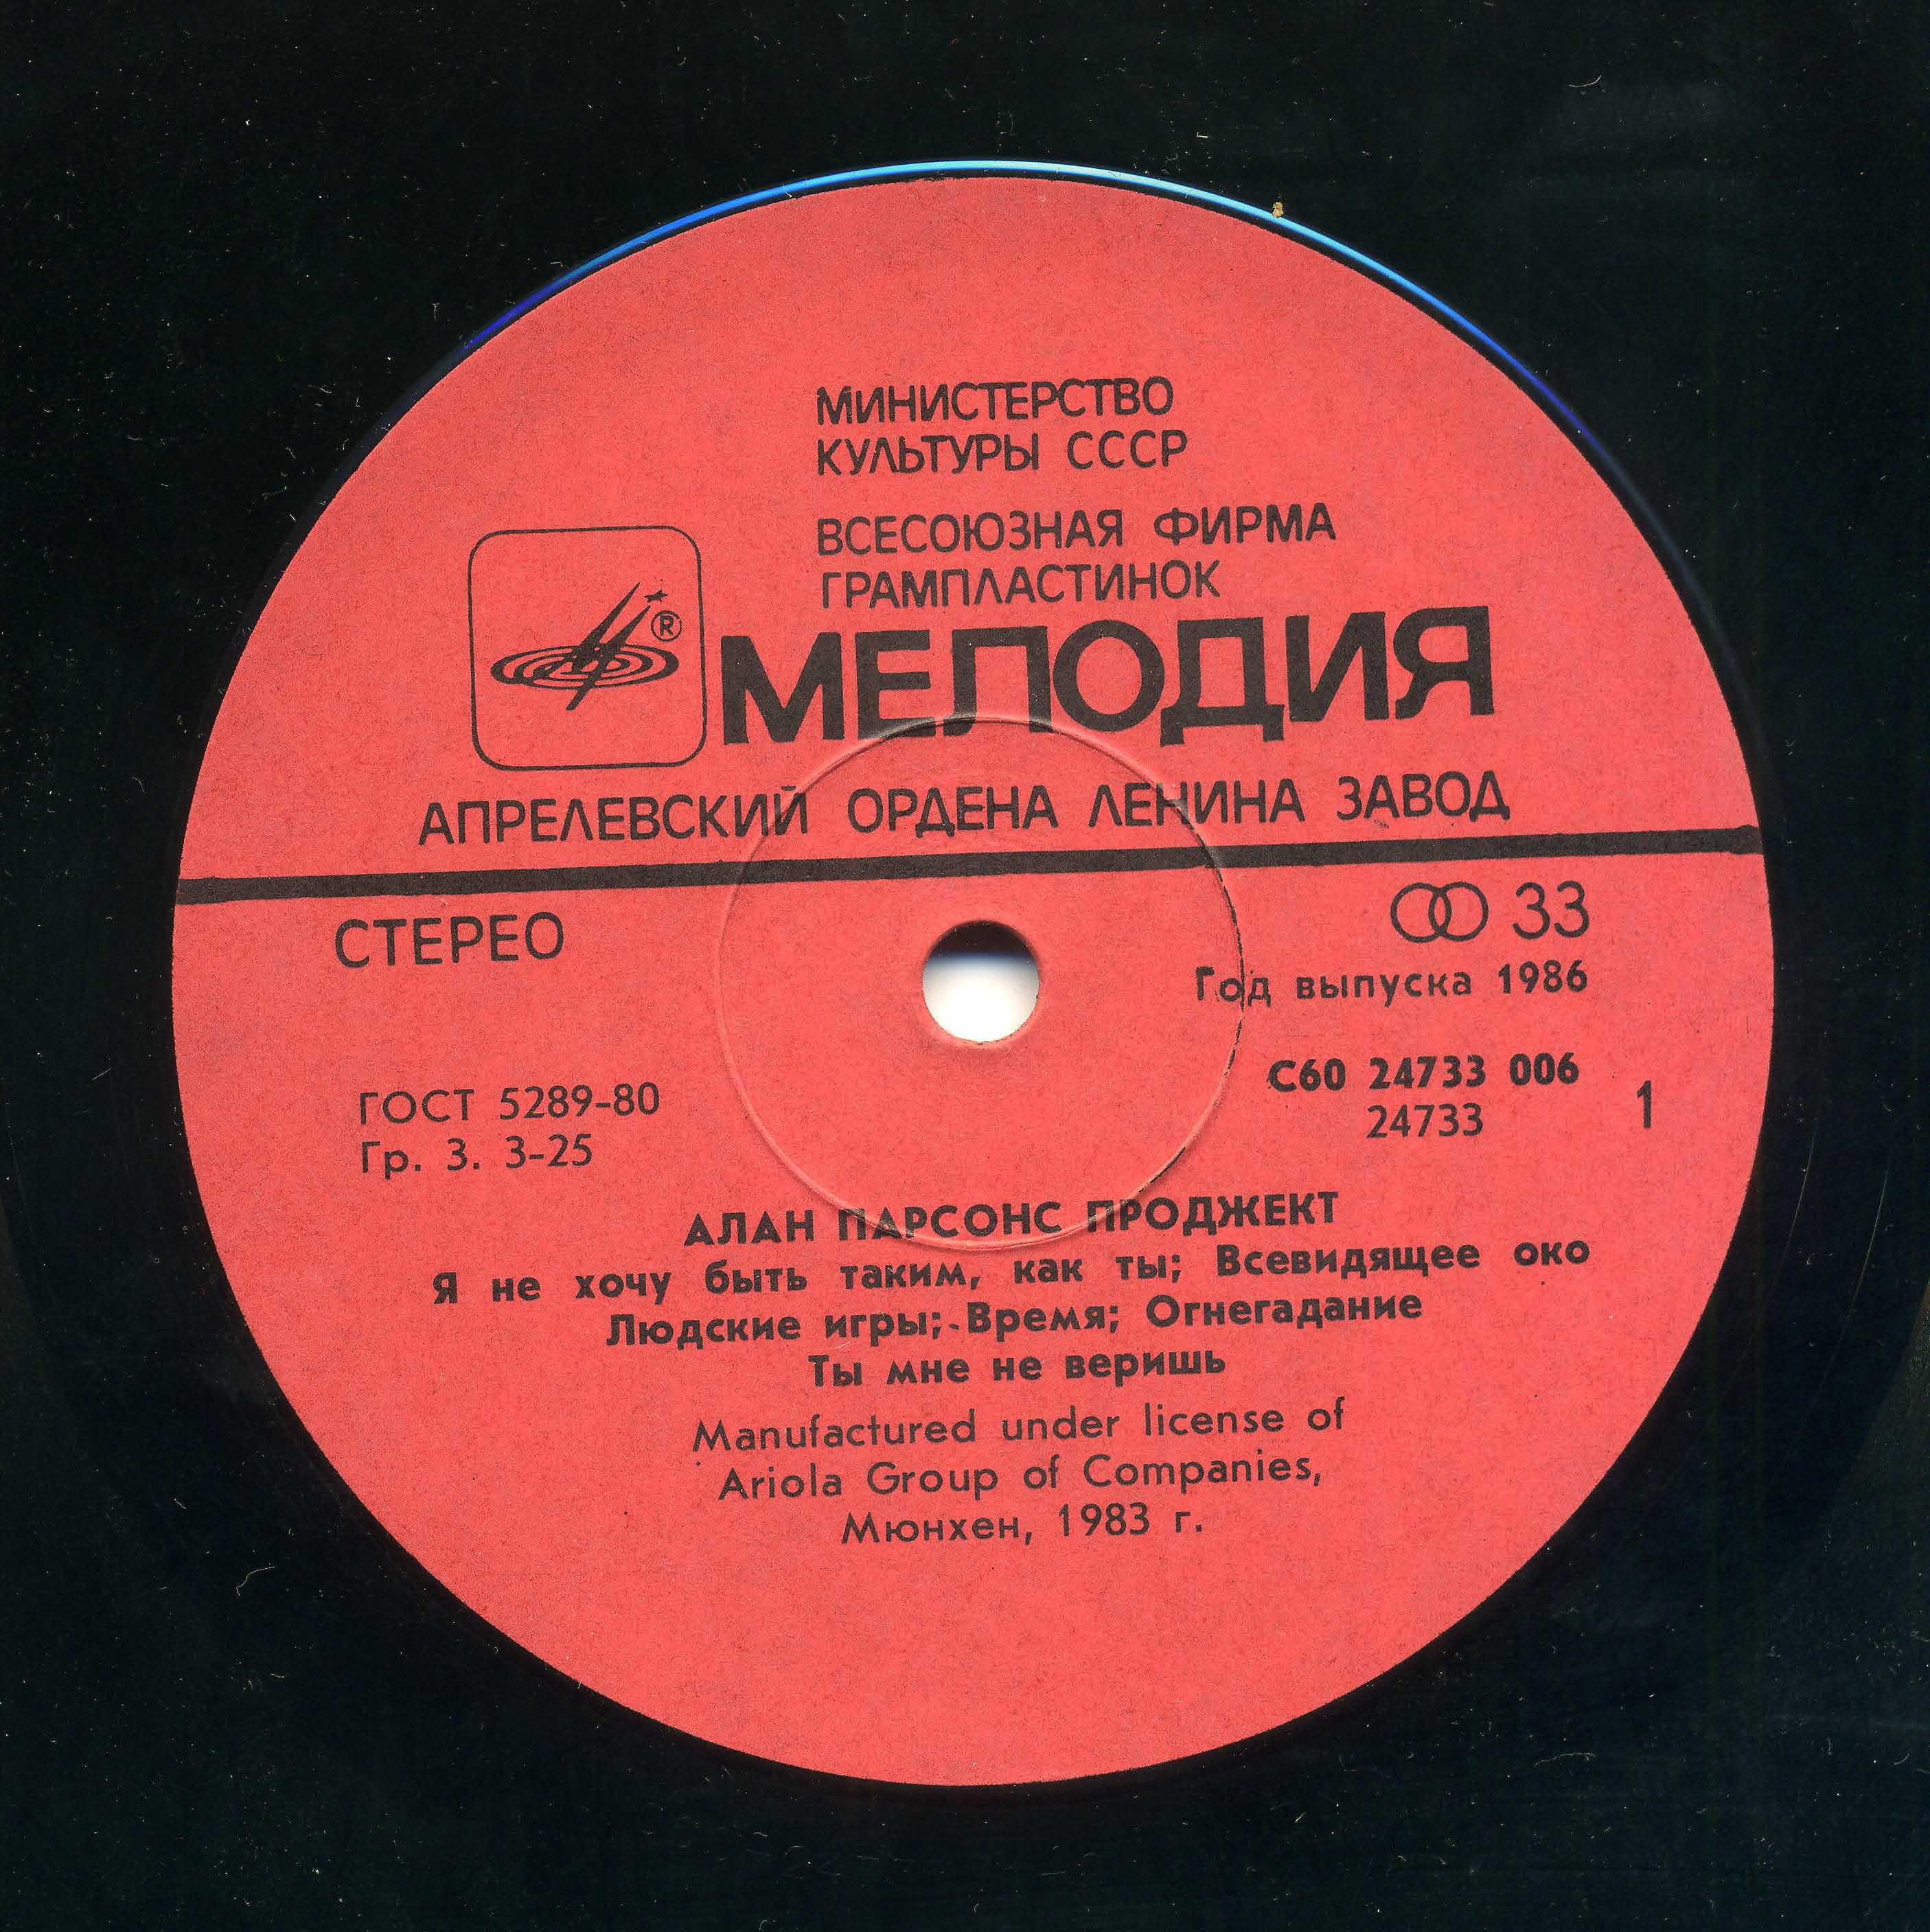 МИНИСТЕРСТВО
КУЛЬТУРЫ СССР
ВСЕСОЮЗНАЯ ФИРМА
ГРАМПЛАСТИНОК
®
МЕЛОДИЯ
АПРЕЛЕВСКИЙ ОРДЕНА ЛЕНИНА ЗАВОД
СТЕРЕО
33
Год выпуска 1986
ГОСТ 5289-80
Гр. 3. 3-25
С60 24733 006
24733
1
АЛАН ПАРСОНС ПРОДЖЕКТ
Я не хочу быть таким, как ты; Всевидящее око
Людские игры; Время; Огнегадание
Ты мне не веришь
Manufactured under license of
Ariola Group of Companies,
Мюнхен, 1983 г.